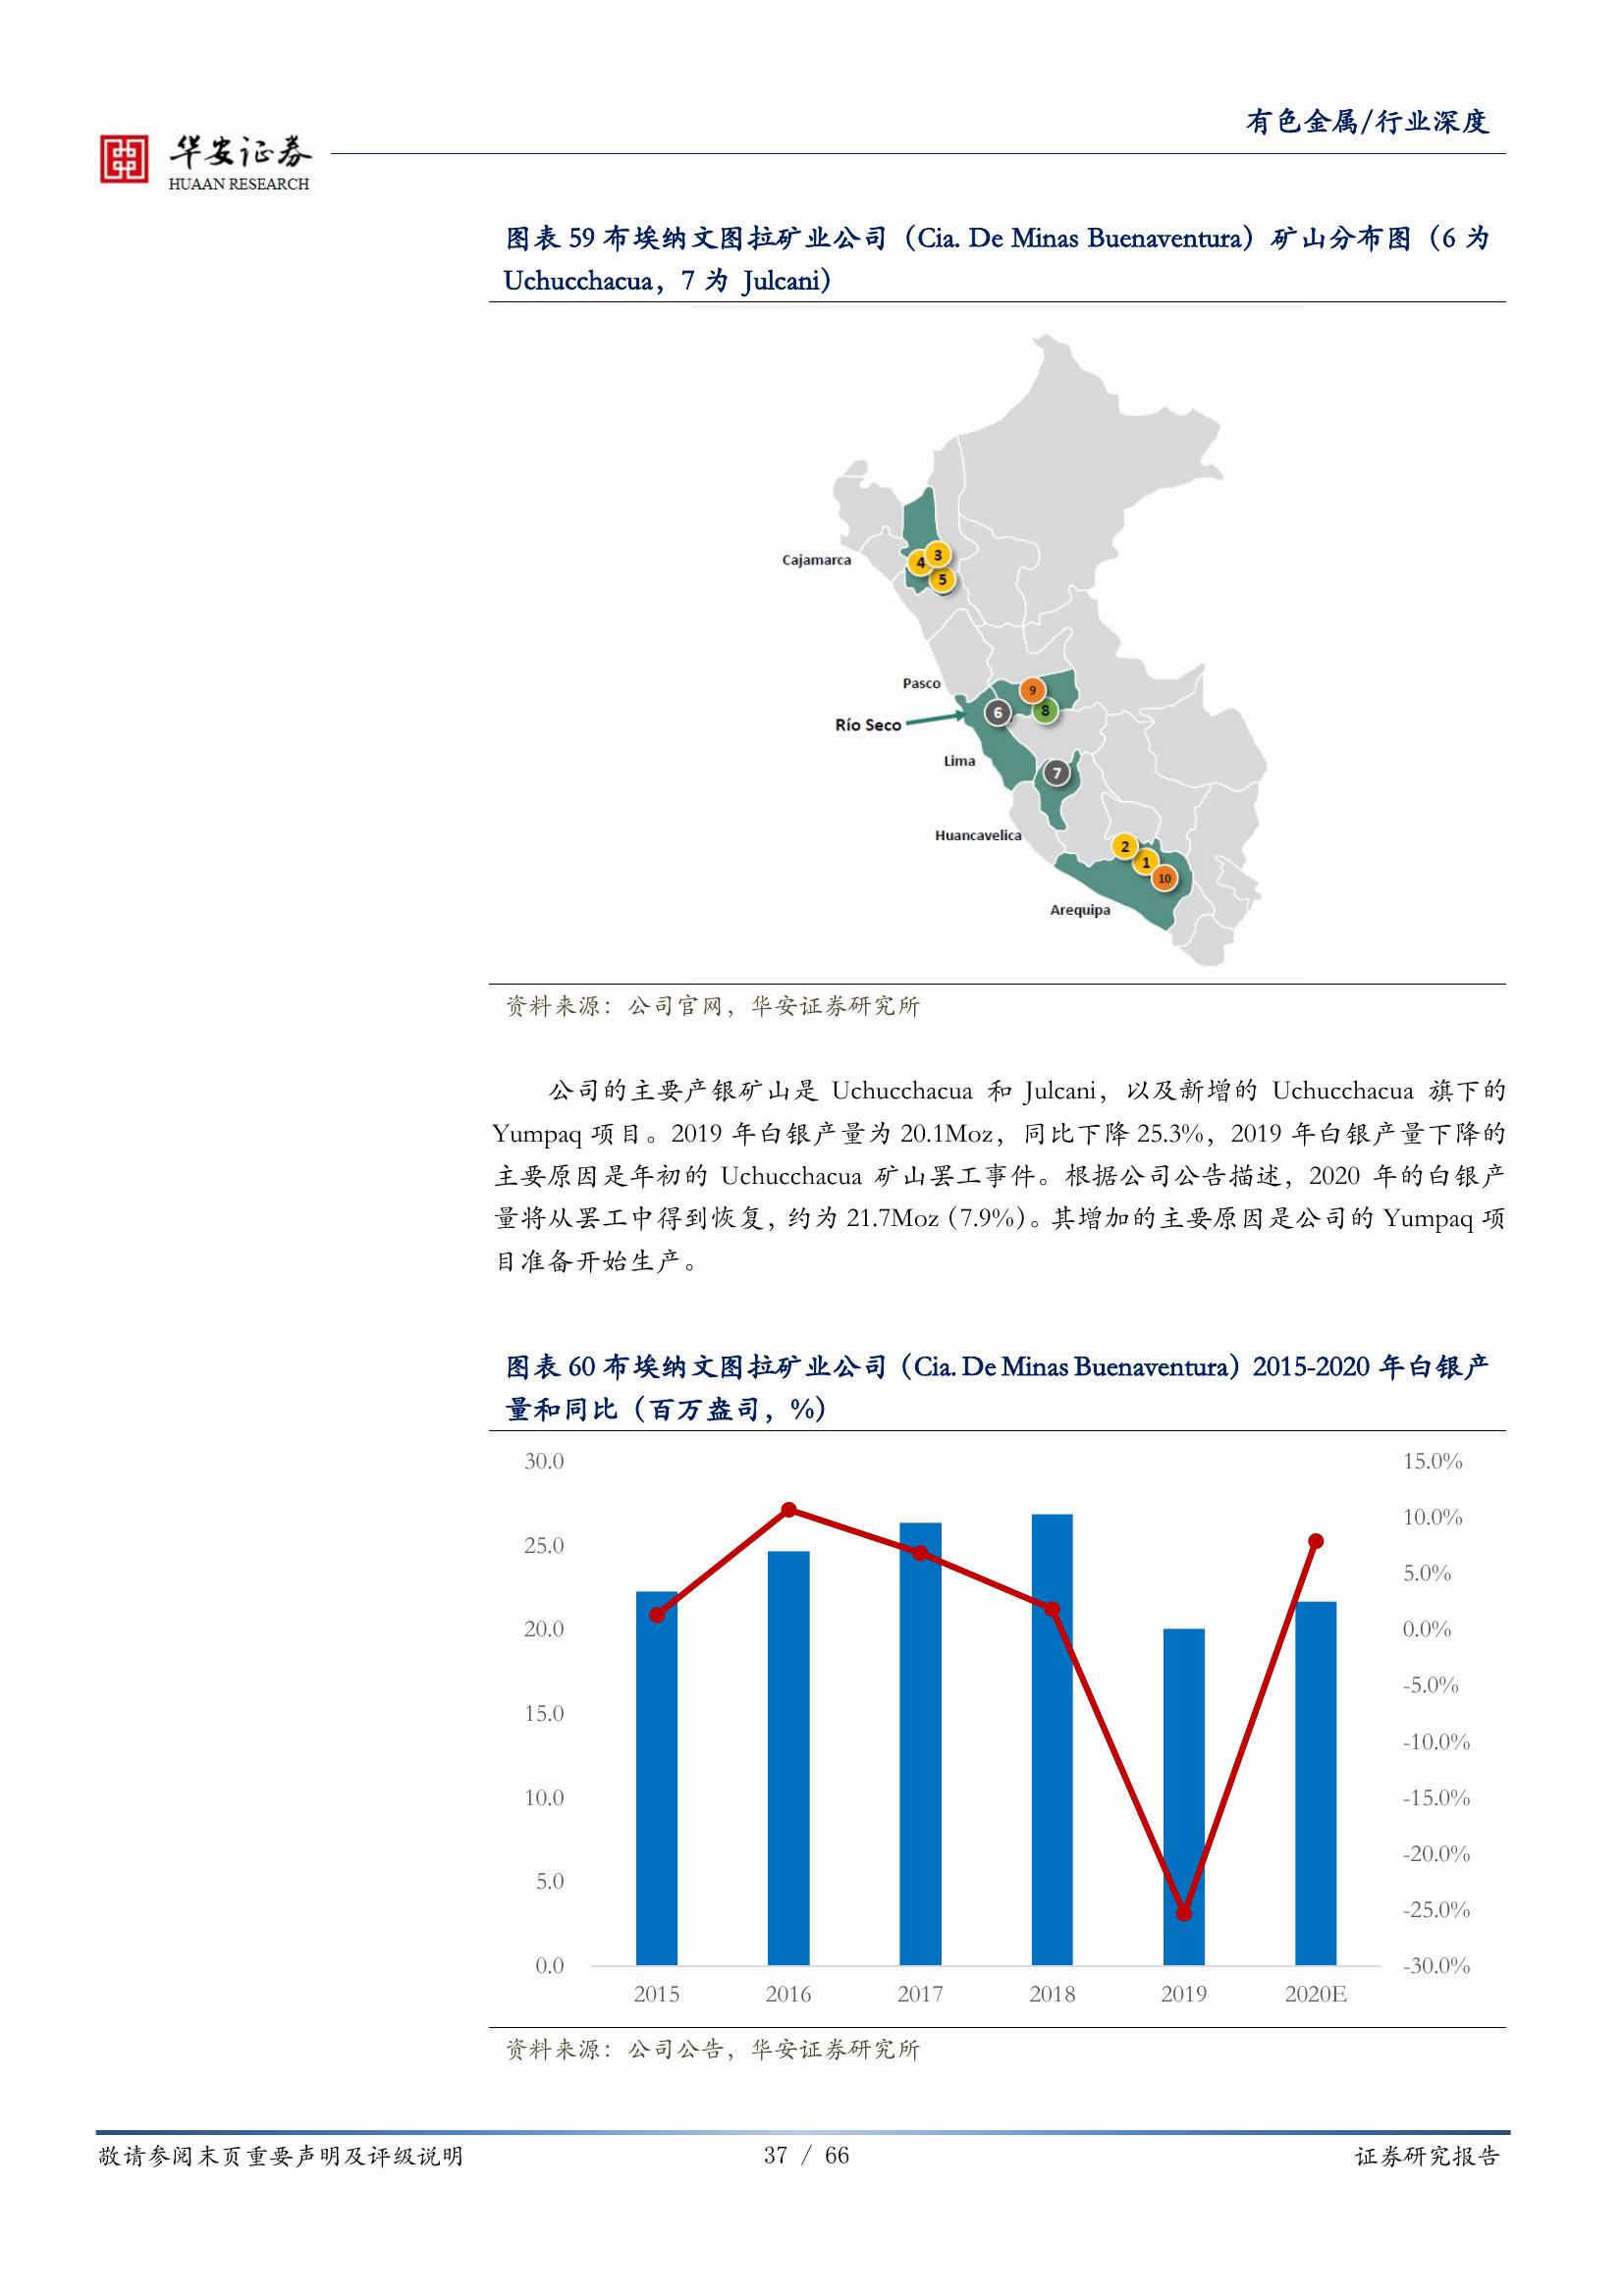 有色金属/行业深度
华安证券
HUAAN RESEARCH
图表 59 布埃纳文图拉矿业公司（Cia. De Minas Buenaventura）矿山分布图（6 为
Uchucchacua，7 为 Julcani）
Cajamarca
4
3
5
Pasco
9
6
8
Río Seco
Lima
7
Huancavelica
2
1
10
Arequipa
资料来源：公司官网，华安证券研究所
公司的主要产银矿山是 Uchucchacua 和 Julcani，以及新增的 Uchucchacua 旗下的
Yumpaq 项目。2019 年白银产量为 20.1Moz，同比下降 25.3%，2019 年白银产量下降的
主要原因是年初的 Uchucchacua 矿山罢工事件。根据公司公告描述，2020 年的白银产
量将从罢工中得到恢复，约为 21.7Moz（7.9%）。其增加的主要原因是公司的 Yumpaq 项
目准备开始生产。
图表 60 布埃纳文图拉矿业公司（Cia. De Minas Buenaventura）2015-2020 年白银产
量和同比（百万盎司，%）
30.0
25.0
20.0
15.0
10.0
5.0
0.0
15.0%
10.0%
5.0%
0.0%
-5.0%
-10.0%
-15.0%
-20.0%
-25.0%
-30.0%
2015 2016 2017 2018 2019 2020E
资料来源：公司公告，华安证券研究所
敬请参阅末页重要声明及评级说明 37 / 66 证券研究报告